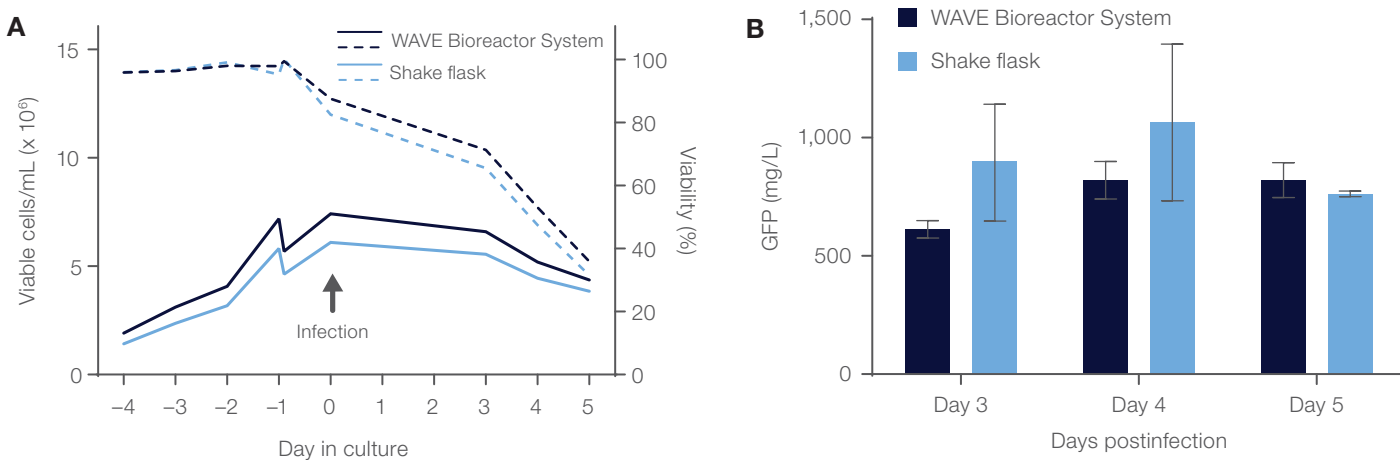 A
WAVE Bioreactor System
Shake flask
15
10
5
0
Viable cells/mL (x 10⁶)
100
80
60
40
20
0
Viability (%)
Infection
–4 –3 –2 –1 0 1 2 3 4 5
Day in culture
B
WAVE Bioreactor System
Shake flask
1,500
1,000
500
0
GFP (mg/L)
Day 3 Day 4 Day 5
Days postinfection